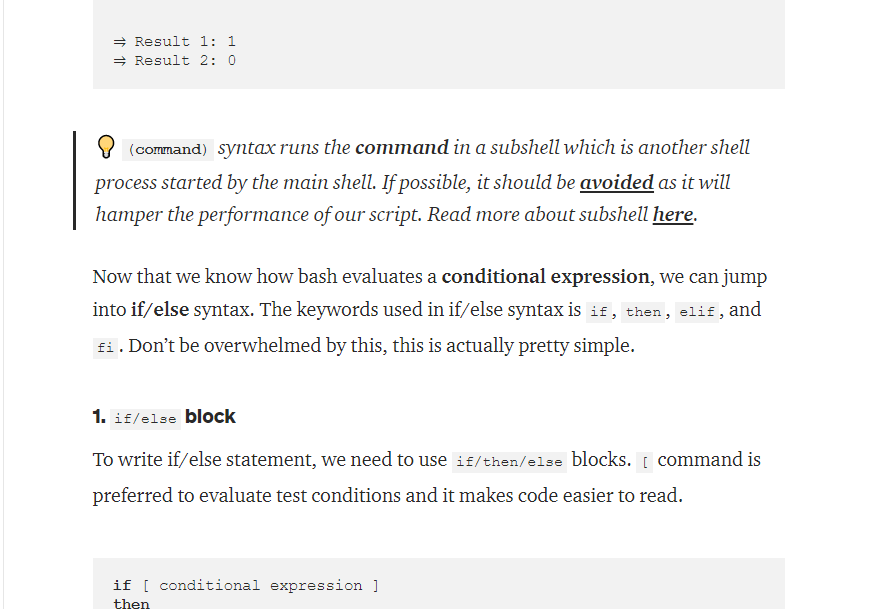 ⇒ Result 1: 1
⇒ Result 2: 0
(command) syntax runs the command in a subshell which is another shell
process started by the main shell. If possible, it should be avoided as it will
hamper the performance of our script. Read more about subshell here.
Now that we know how bash evaluates a conditional expression, we can jump
into if/else syntax. The keywords used in if/else syntax is if, then, elif, and
fi. Don’t be overwhelmed by this, this is actually pretty simple.
1. if/else block
To write if/else statement, we need to use if/then/else blocks. [ command is
preferred to evaluate test conditions and it makes code easier to read.
if [ conditional expression ]
then